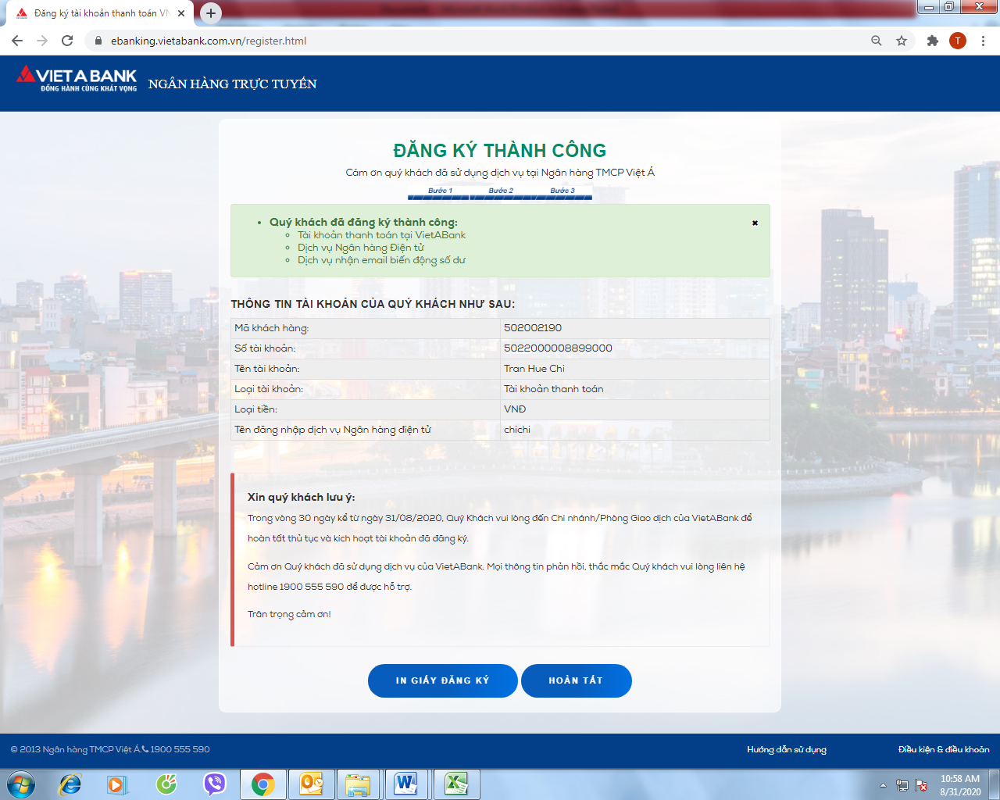 Đăng ký tài khoản thanh toán VN
ebanking.vietabank.com.vn/register.html
T
VIET A BANK
ĐỒNG HÀNH CÙNG KHÁT VỌNG
NGÂN HÀNG TRỰC TUYẾN
ĐĂNG KÝ THÀNH CÔNG
Cám ơn quý khách đã sử dụng dịch vụ tại Ngân hàng TMCP Việt Á
Bước 1 Bước 2 Bước 3
Quý khách đã đăng ký thành công:
Tài khoản thanh toán tại VietABank
Dịch vụ Ngân hàng Điện tử
Dịch vụ nhận email biến động số dư
THÔNG TIN TÀI KHOẢN CỦA QUÝ KHÁCH NHƯ SAU:
Mã khách hàng: 502002190
Số tài khoản: 5022000008899000
Tên tài khoản: Tran Hue Chi
Loại tài khoản: Tài khoản thanh toán
Loại tiền: VNĐ
Tên đăng nhập dịch vụ Ngân hàng điện tử chichi
Xin quý khách lưu ý:
Trong vòng 30 ngày kể từ ngày 31/08/2020, Quý Khách vui lòng đến Chi nhánh/Phòng Giao dịch của VietABank để
hoàn tất thủ tục và kích hoạt tài khoản đã đăng ký.
Cảm ơn Quý khách đã sử dụng dịch vụ của VietABank. Mọi thông tin phản hồi, thắc mắc Quý khách vui lòng liên hệ
hotline 1900 555 590 để được hỗ trợ.
Trân trọng cảm ơn!
IN GIẤY ĐĂNG KÝ HOÀN TẤT
© 2013 Ngân hàng TMCP Việt Á. 1900 555 590 Hướng dẫn sử dụng Điều kiện & điều khoản
10:58 AM
8/31/2020